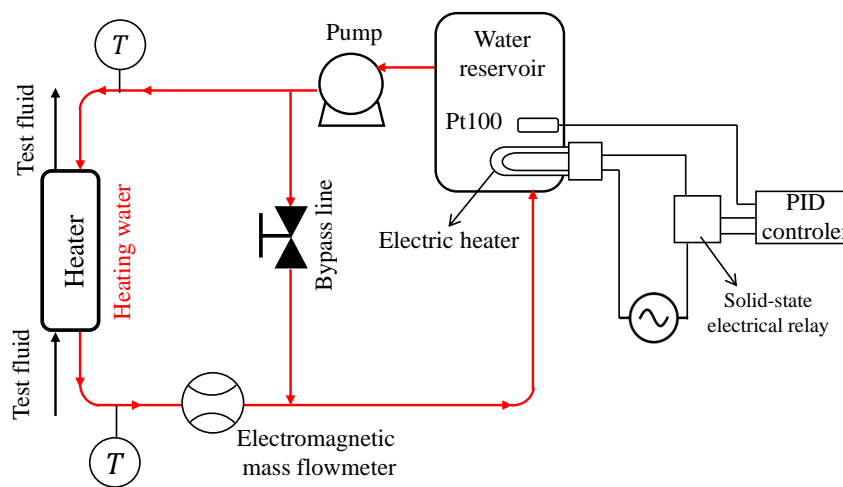 T
Pump
Water
reservoir
Pt100
Test fluid
Heater
Heating water
Bypass line
Electric heater
PID
controler
Solid-state
electrical relay
Test fluid
T
Electromagnetic
mass flowmeter